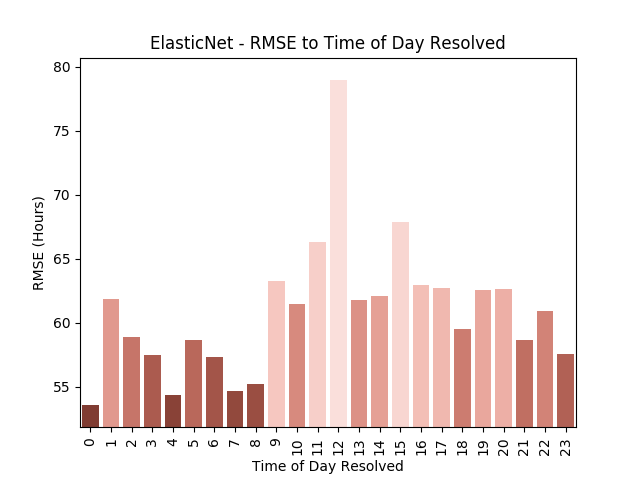 ElasticNet - RMSE to Time of Day Resolved
80
75
70
65
60
55
RMSE (Hours)
0 1 2 3 4 5 6 7 8 9 10 11 12 13 14 15 16 17 18 19 20 21 22 23
Time of Day Resolved